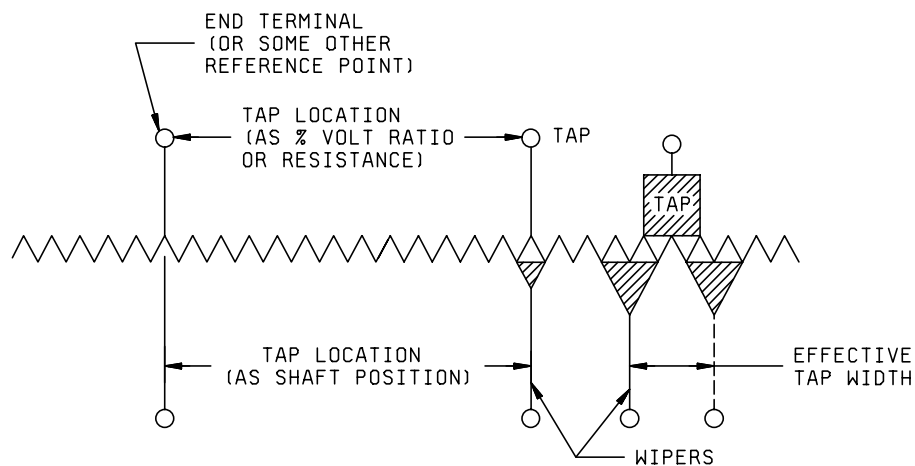 END TERMINAL
(OR SOME OTHER
REFERENCE POINT)
TAP LOCATION
(AS % VOLT RATIO
OR RESISTANCE)
TAP
TAP
TAP LOCATION
(AS SHAFT POSITION)
EFFECTIVE
TAP WIDTH
WIPERS